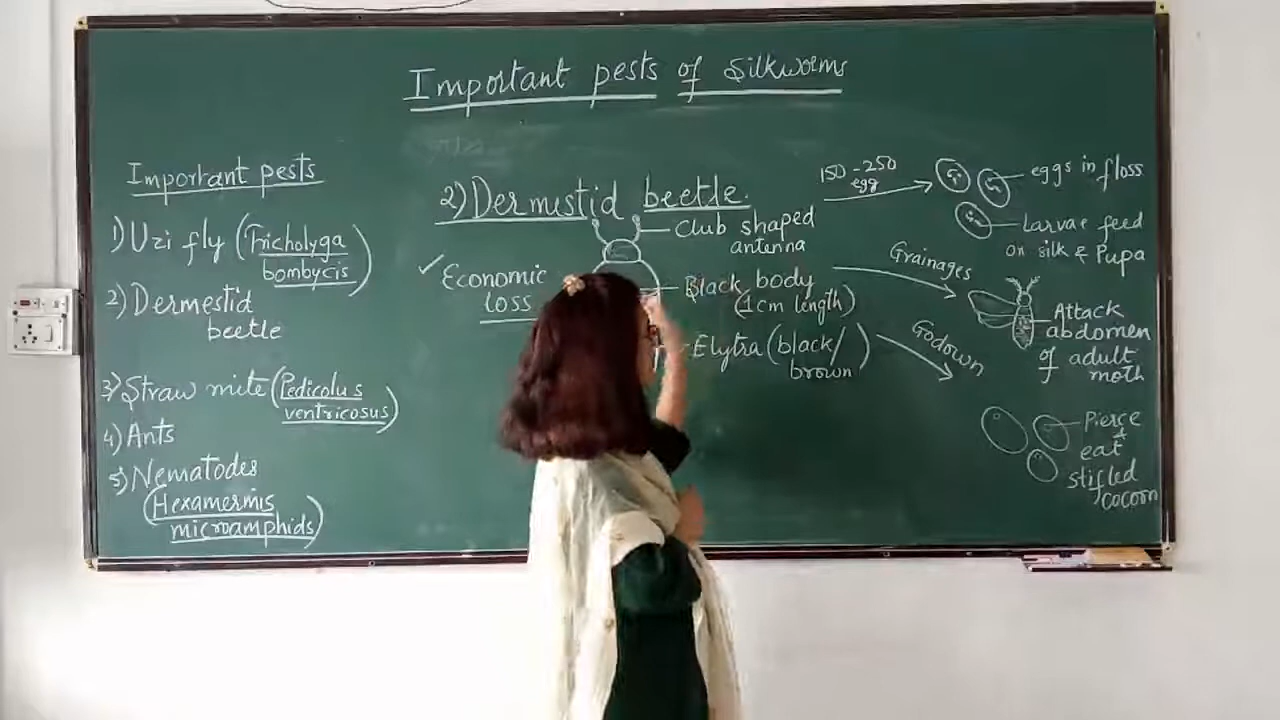 Important pests of Silkworms
Important pests
1) Uzi fly (Tricholyga
bombycis)
2) Dermestid
beetle
3) Straw mite (Pedicolus
ventricosus)
4) Ants
5) Nematodes
(Hexamermis
microamphids)
2) Dermistid beetle.
✓ Economic
loss
Club shaped
antenna
Black body
(1cm length)
Elytra (black/
brown)
150-250
egg
eggs in floss
Larvae feed
on silk & Pupa
Grainages
Attack
abdomen
of adult
moth
Godown
Pierce
&
eat
stifled
cocoon